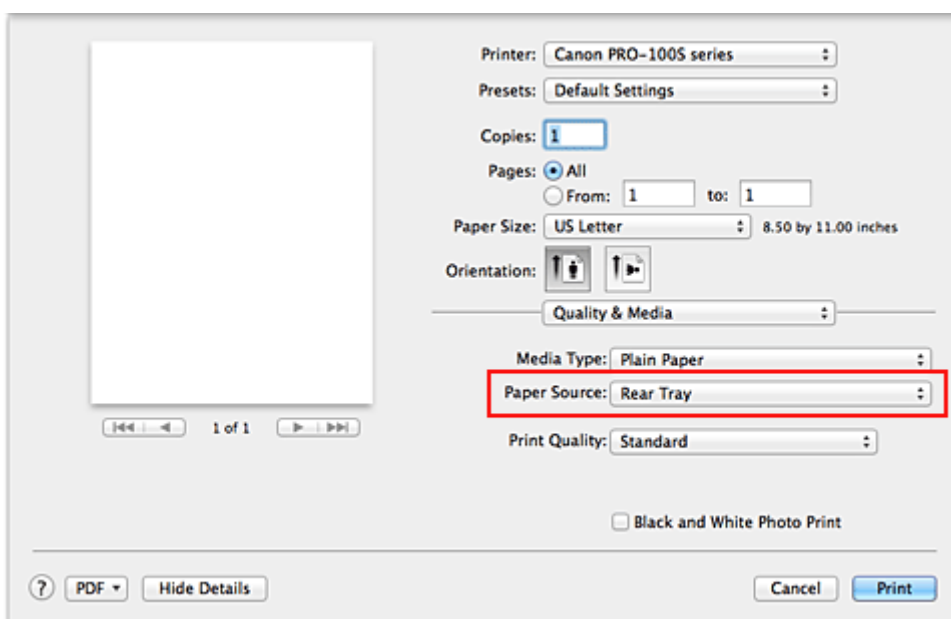 Printer: Canon PRO-100S series
Presets: Default Settings
Copies: 1
Pages: All
From: 1 to: 1
Paper Size: US Letter 8.50 by 11.00 inches
Orientation:
Quality & Media
Media Type: Plain Paper
Paper Source: Rear Tray
1 of 1
Print Quality: Standard
Black and White Photo Print
? PDF Hide Details Cancel Print